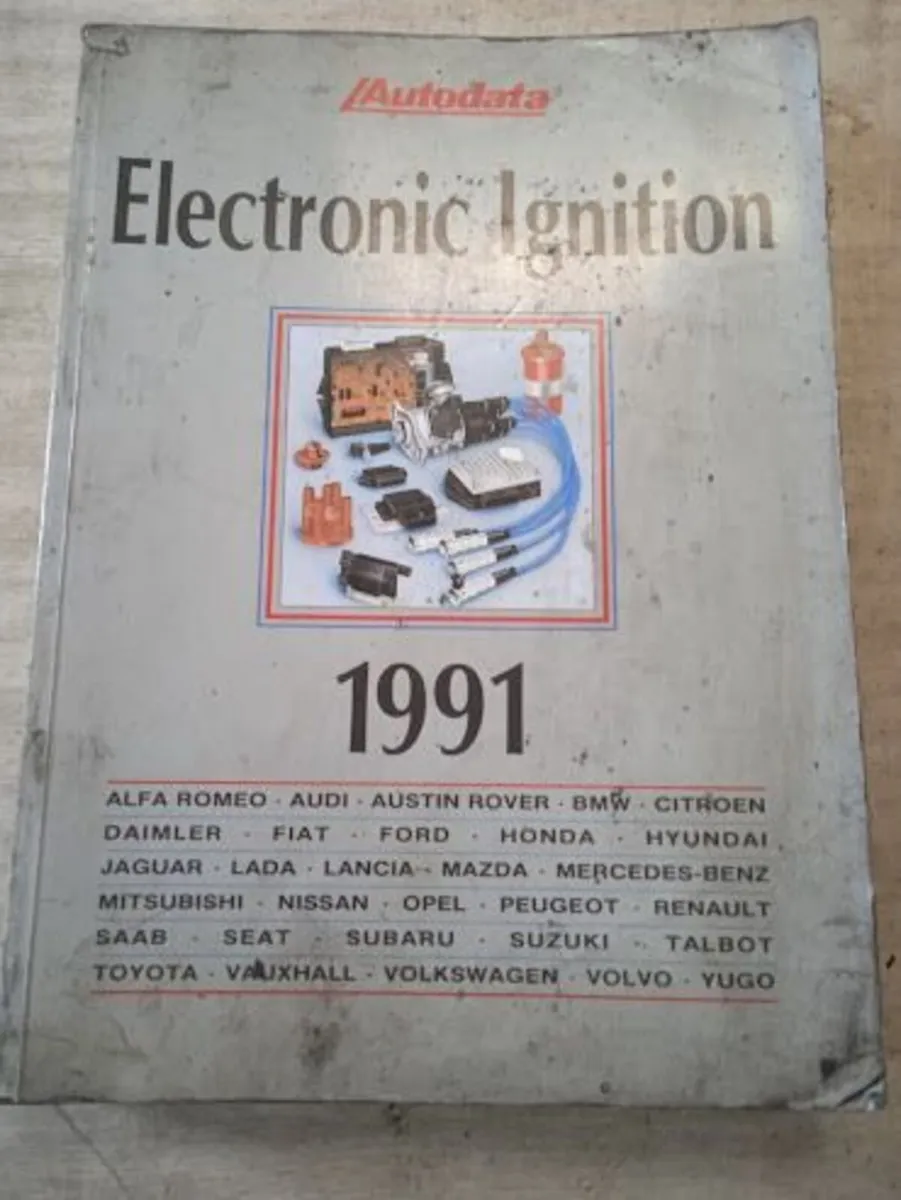 Autodata
Electronic Ignition
1991
ALFA ROMEO · AUDI · AUSTIN ROVER · BMW · CITROEN
DAIMLER · FIAT · FORD · HONDA · HYUNDAI
JAGUAR · LADA · LANCIA · MAZDA · MERCEDES-BENZ
MITSUBISHI · NISSAN · OPEL · PEUGEOT · RENAULT
SAAB · SEAT · SUBARU · SUZUKI · TALBOT
TOYOTA · VAUXHALL · VOLKSWAGEN · VOLVO · YUGO